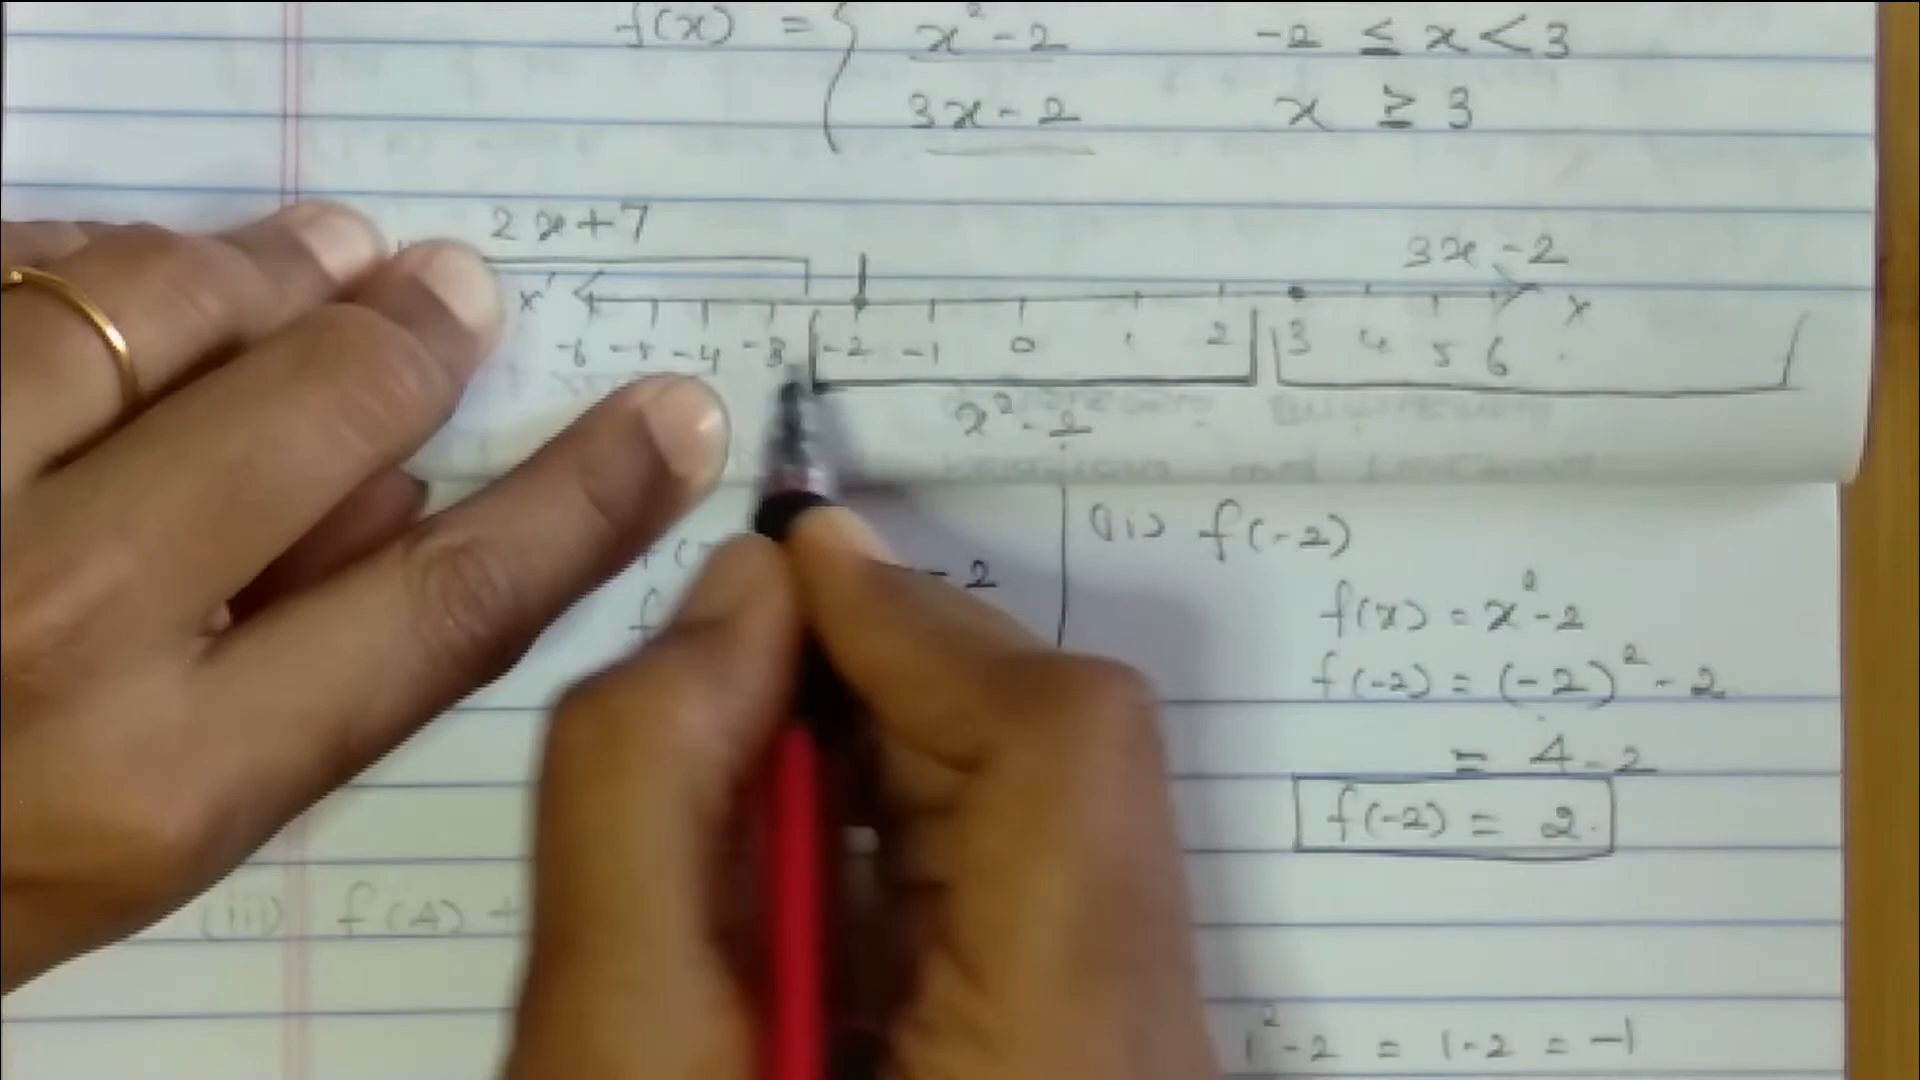 f(x) = { x² - 2    -2 ≤ x < 3
3x - 2    x ≥ 3
2x+7    3x - 2
x'    x
-6 -5 -4 -3 -2 -1 0 1 2 3 4 5 6
x² - 2
- 2
(ii) f(-2)
f(x) = x² - 2
f(-2) = (-2)² - 2
= 4 - 2
f(-2) = 2.
(iii) f(4) +
1² - 2 = 1 - 2 = -1